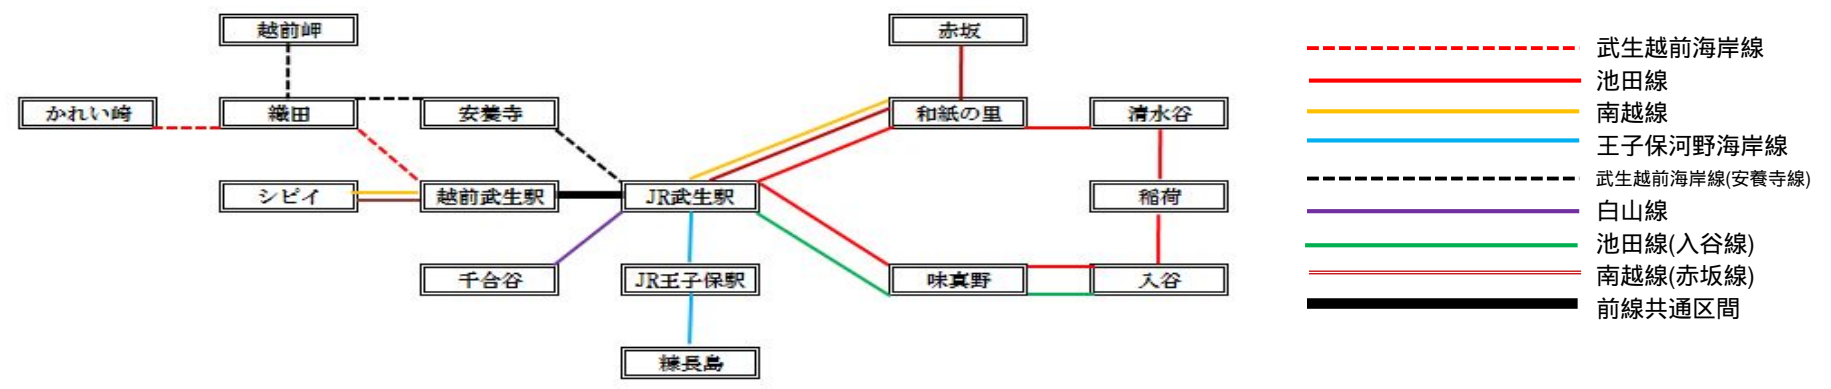 越前岬
赤坂
かれい崎
織田
安養寺
和紙の里
清水谷
シピイ
越前武生駅
JR武生駅
稲荷
千合谷
JR王子保駅
味真野
入谷
糠長島
武生越前海岸線
池田線
南越線
王子保河野海岸線
武生越前海岸線(安養寺線)
白山線
池田線(入谷線)
南越線(赤坂線)
前線共通区間